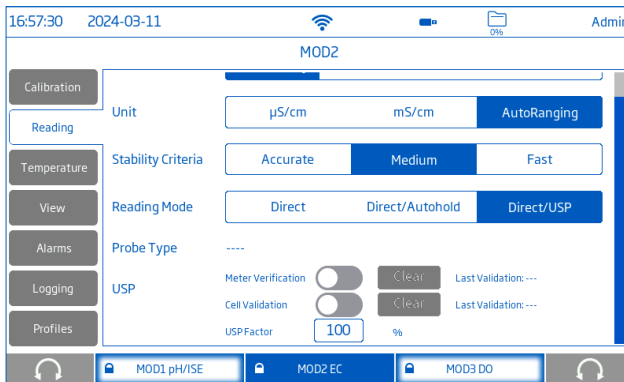 16:57:30 2024-03-11 0% Admin
MOD2
Calibration
Unit µS/cm mS/cm AutoRanging
Reading
Stability Criteria Accurate Medium Fast
Temperature
View
Reading Mode Direct Direct/Autohold Direct/USP
Alarms
Probe Type ----
Logging
USP Meter Verification Clear Last Validation: ---
Cell Validation Clear Last Validation: ---
Profiles
USP Factor 100 %
MOD1 pH/ISE MOD2 EC MOD3 DO